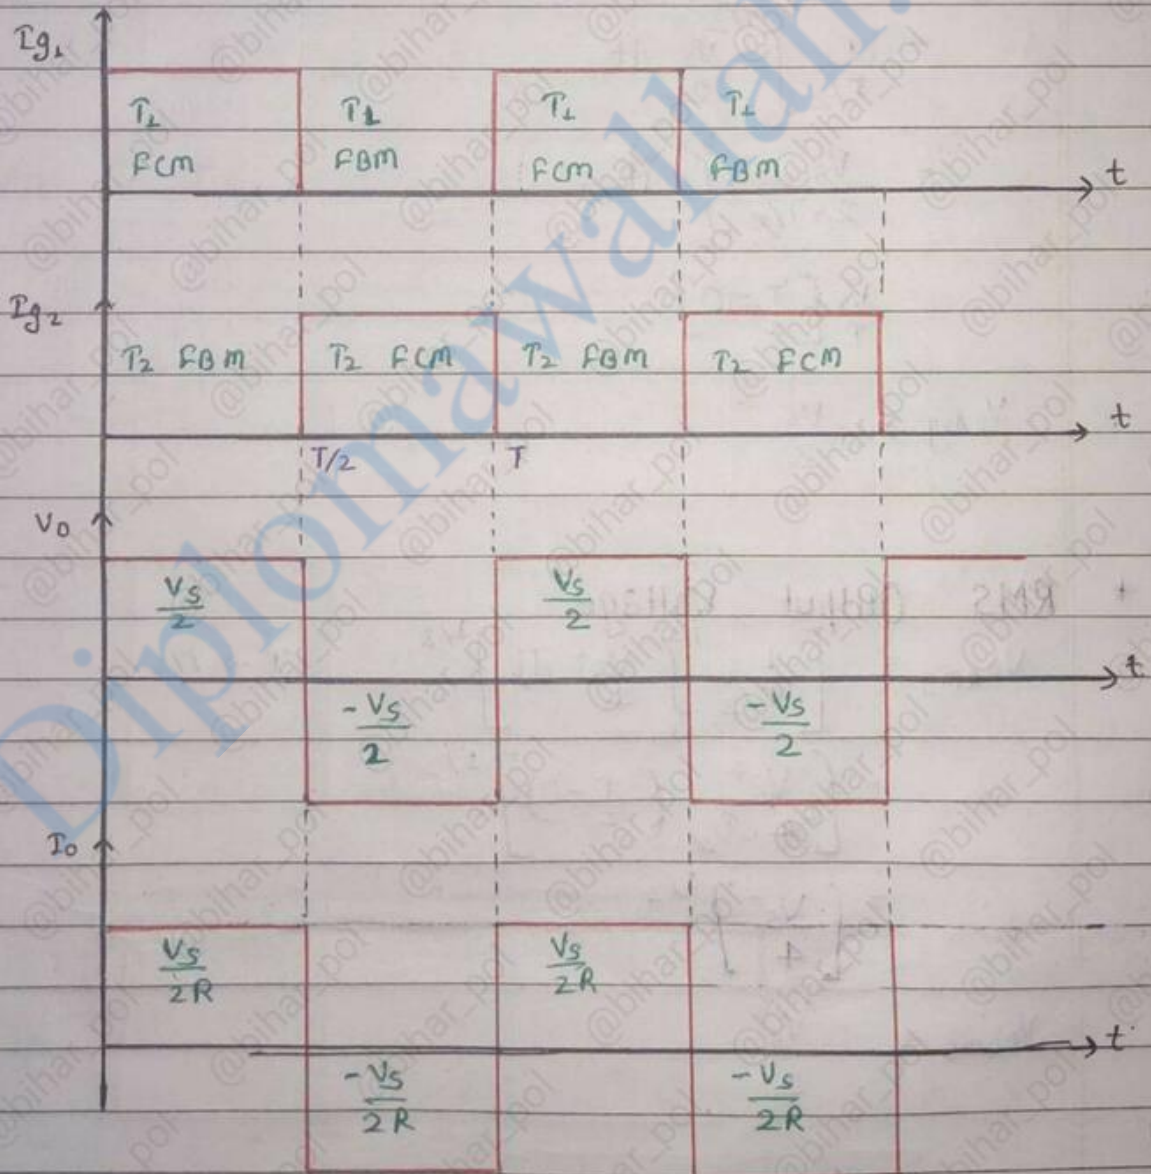 Ig₁
T₁ T₁ T₁ T₁
FCM FBM FCM FBM
t
Ig₂
T₂ FBM T₂ FCM T₂ FBM T₂ FCM
t
T/2 T
V₀
Vs/2 Vs/2
t
-Vs/2 -Vs/2
I₀
Vs/2R Vs/2R
t
-Vs/2R -Vs/2R
Diplomawallah.
@bihar_pol